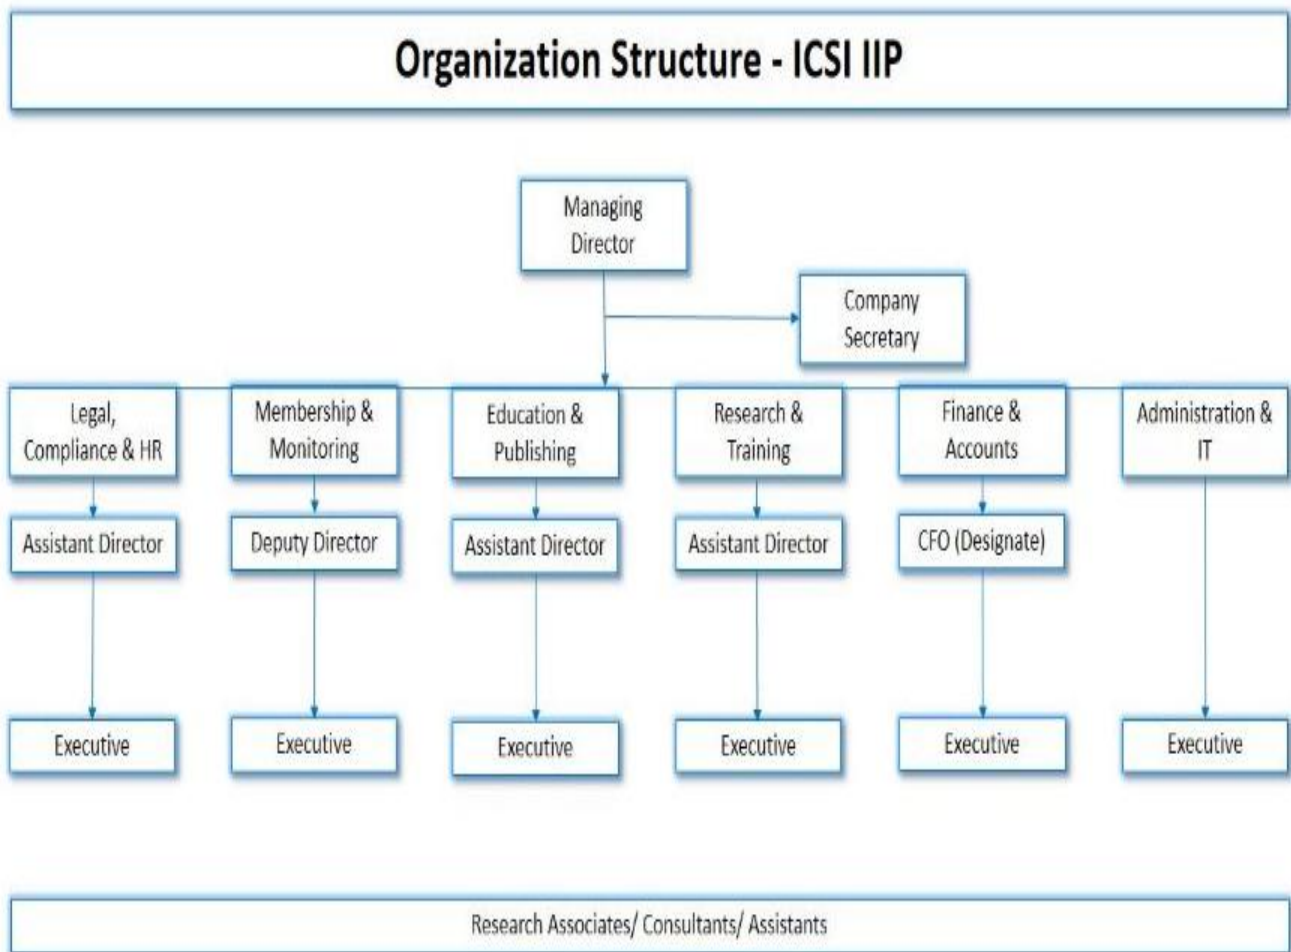 Organization Structure - ICSI IIP
Managing
Director
Company
Secretary
Legal,
Compliance & HR
Membership &
Monitoring
Education &
Publishing
Research &
Training
Finance &
Accounts
Administration &
IT
Assistant Director
Deputy Director
Assistant Director
Assistant Director
CFO (Designate)
Executive
Executive
Executive
Executive
Executive
Executive
Research Associates/ Consultants/ Assistants